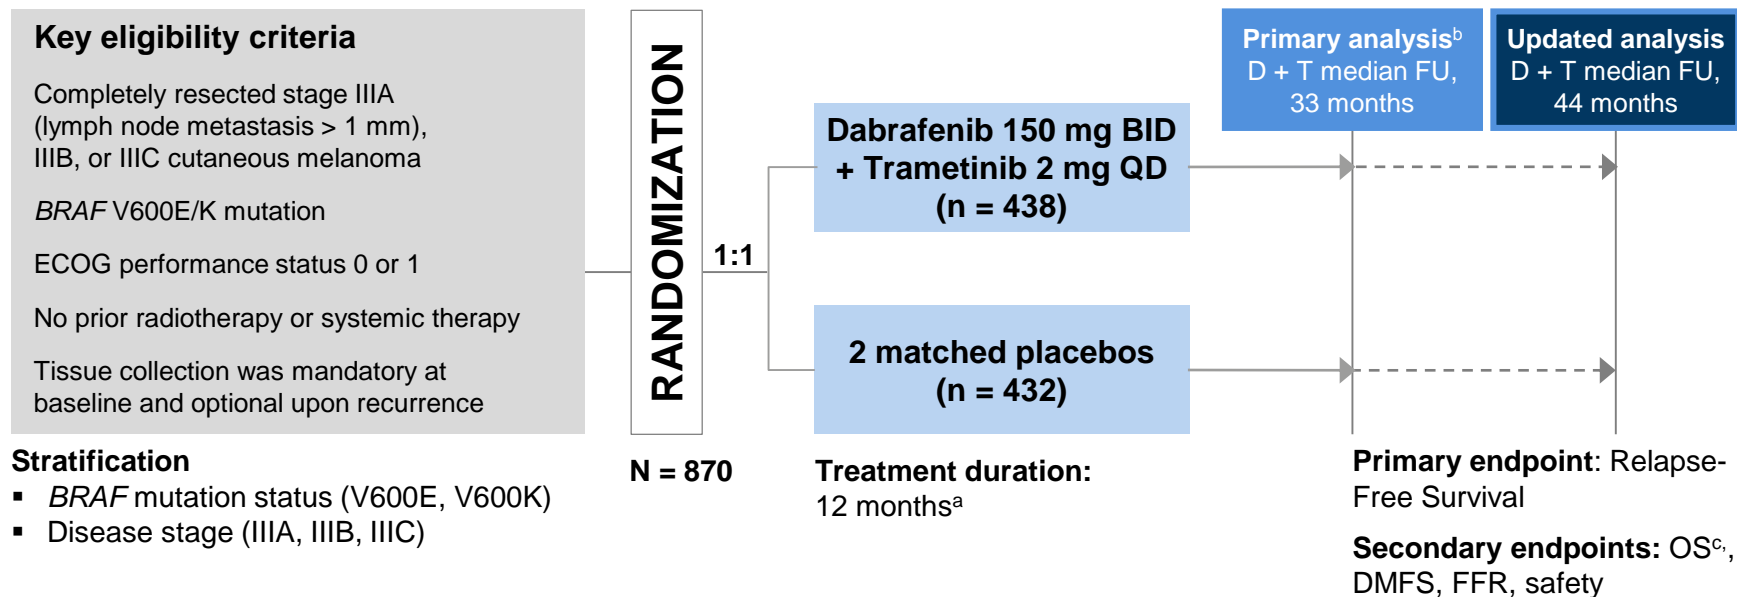 Key eligibility criteria
Completely resected stage IIIA
(lymph node metastasis > 1 mm),
IIIB, or IIIC cutaneous melanoma
BRAF V600E/K mutation
ECOG performance status 0 or 1
No prior radiotherapy or systemic therapy
Tissue collection was mandatory at
baseline and optional upon recurrence
Stratification
▪ BRAF mutation status (V600E, V600K)
▪ Disease stage (IIIA, IIIB, IIIC)
RANDOMIZATION
N = 870
1:1
Dabrafenib 150 mg BID
+ Trametinib 2 mg QD
(n = 438)
2 matched placebos
(n = 432)
Treatment duration:
12 monthsᵃ
Primary analysisᵇ
D + T median FU,
33 months
Updated analysis
D + T median FU,
44 months
Primary endpoint: Relapse-
Free Survival
Secondary endpoints: OSᶜ,
DMFS, FFR, safety